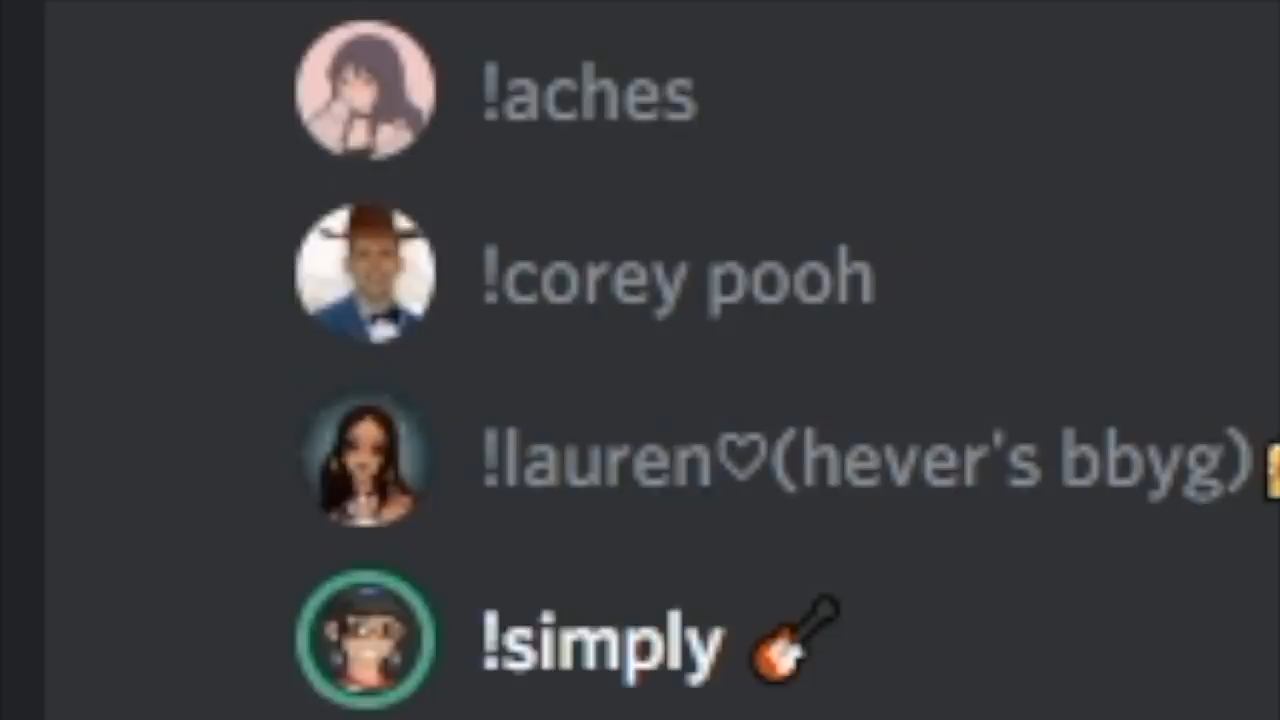 !aches
!corey pooh
!lauren♡(hever's bbyg)
!simply 🎸